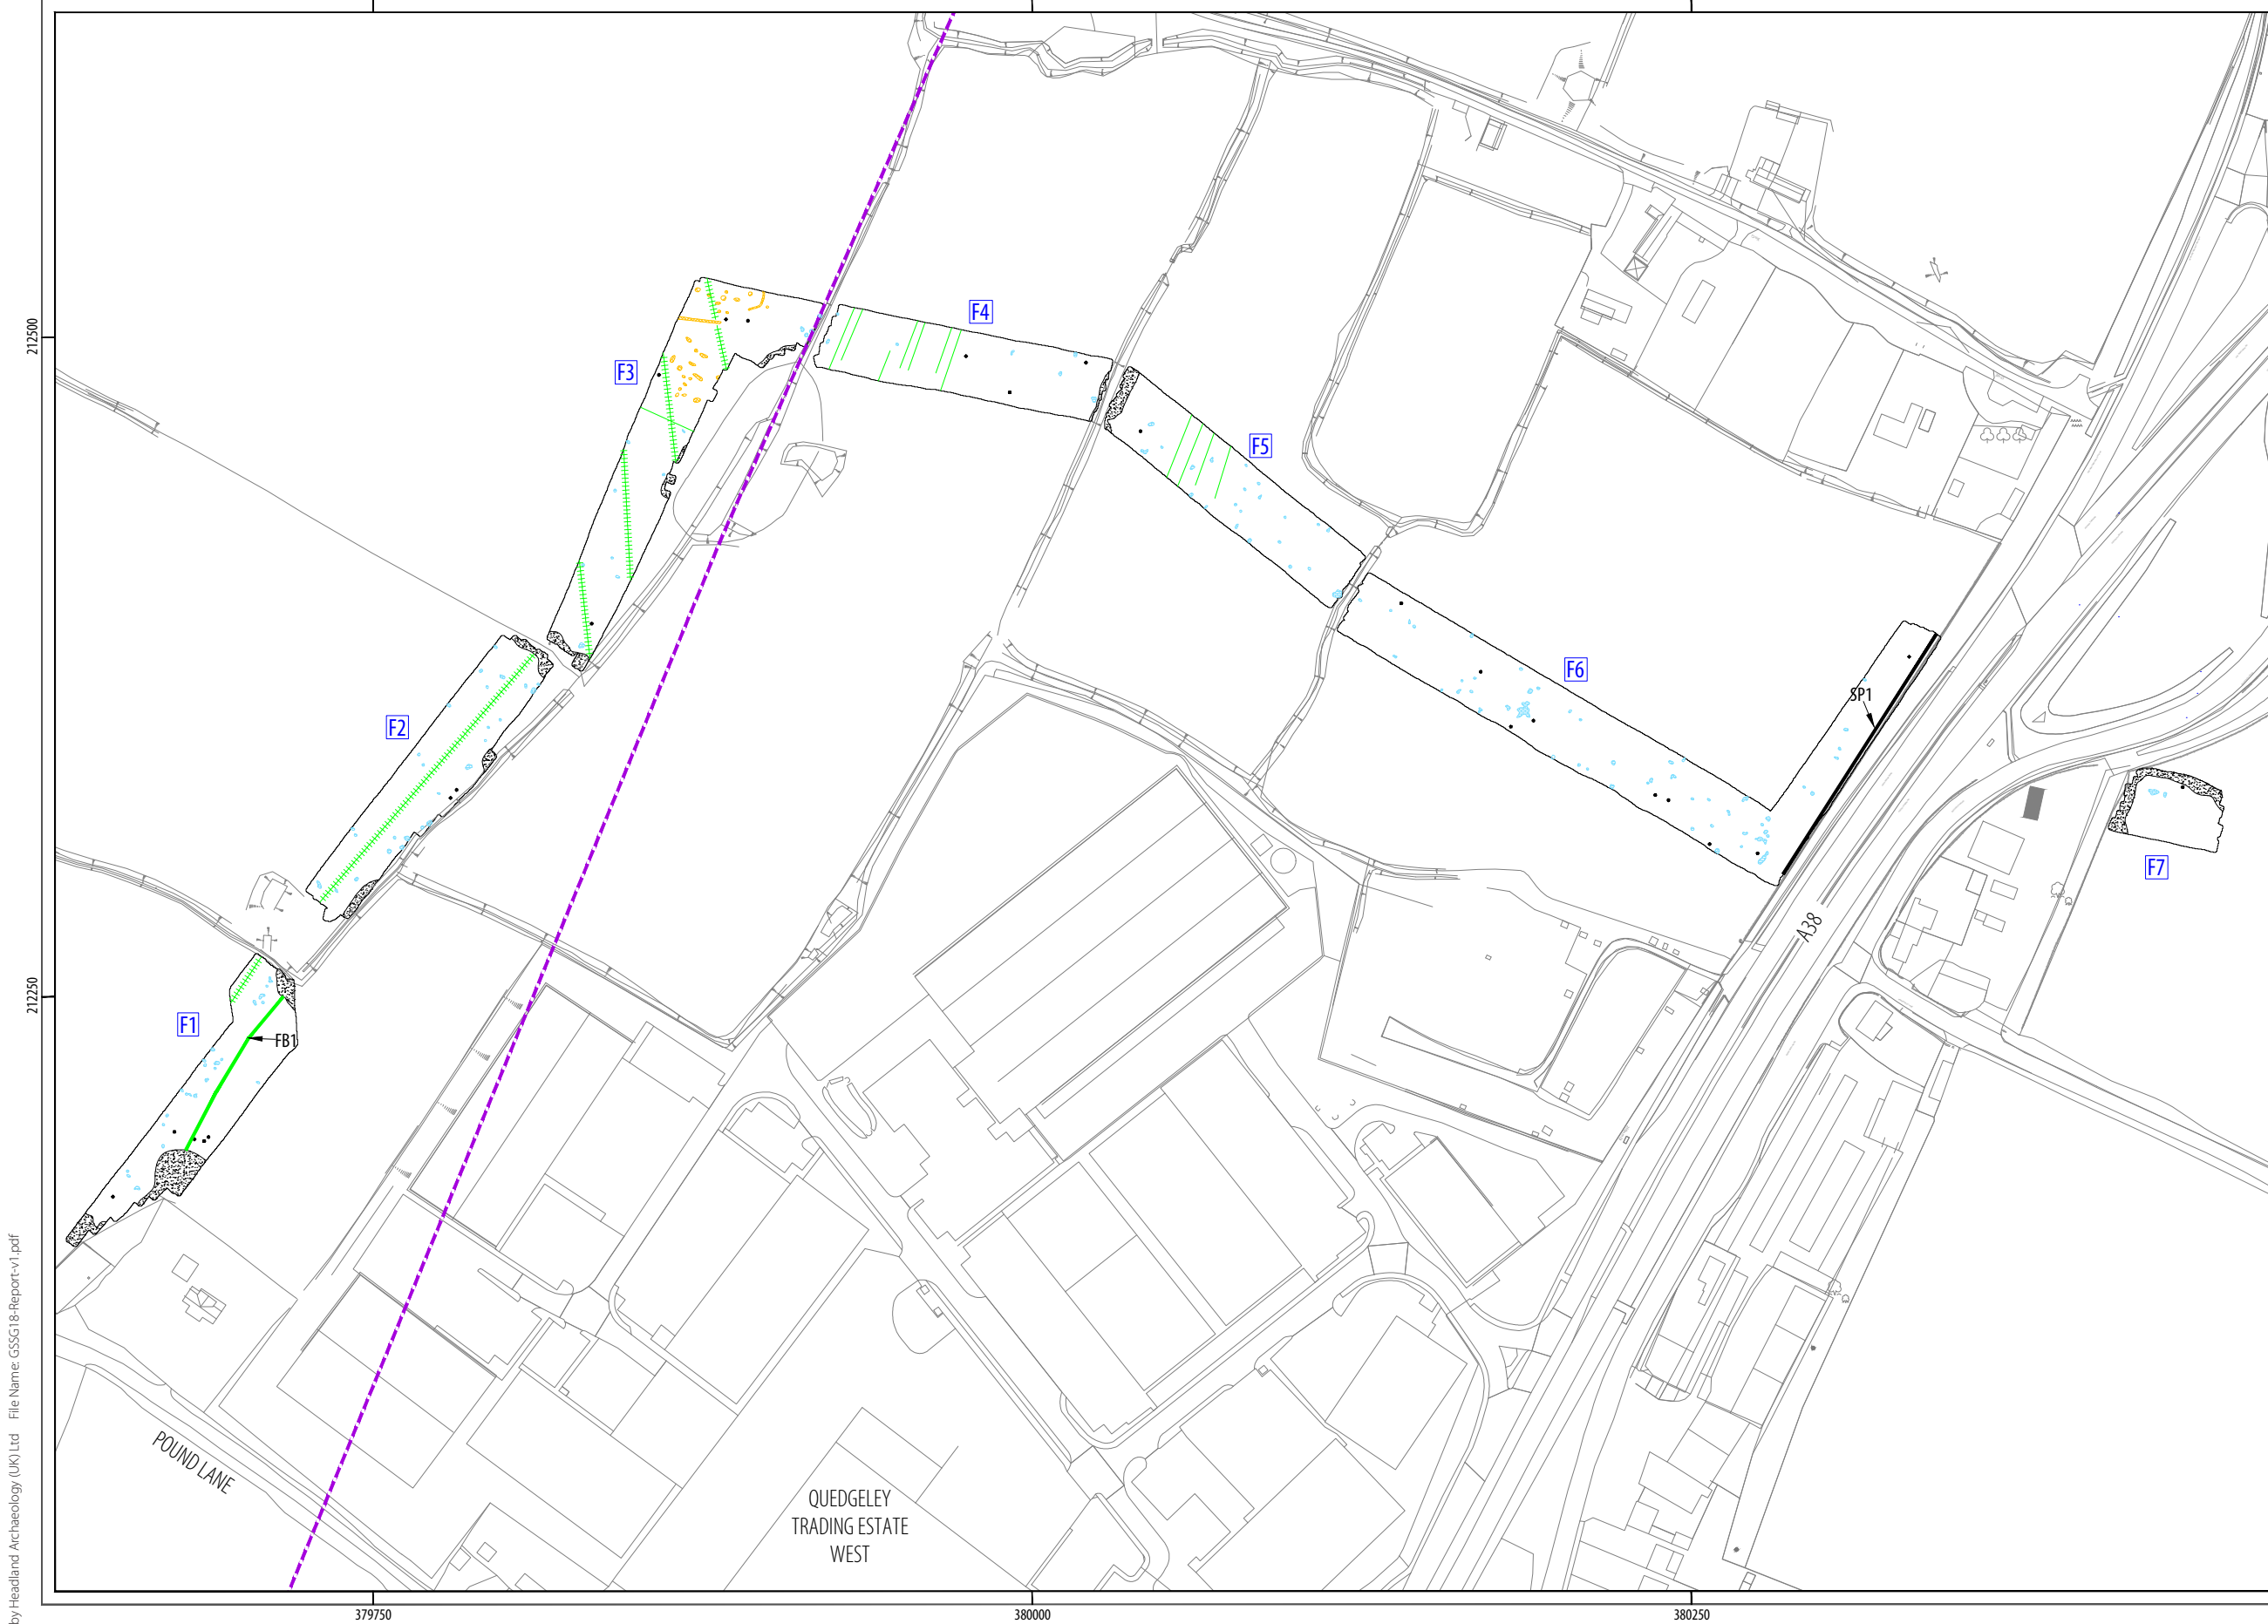 212500
212250
F4
F3
F5
F6
F2
SP1
F7
A38
F1
FB1
POUND LANE
QUEDGELEY
TRADING ESTATE
WEST
379750
380000
380250
by Headland Archaeology (UK) Ltd File Name: GSSG18-Report-v1.pdf